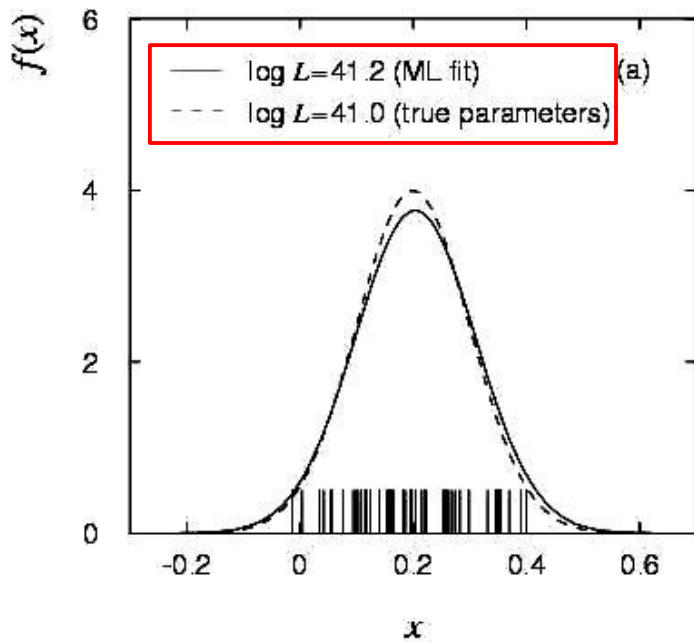 f(x)
6
log L=41.2 (ML fit)
(a)
log L=41.0 (true parameters)
4
2
0
-0.2 0 0.2 0.4 0.6
x